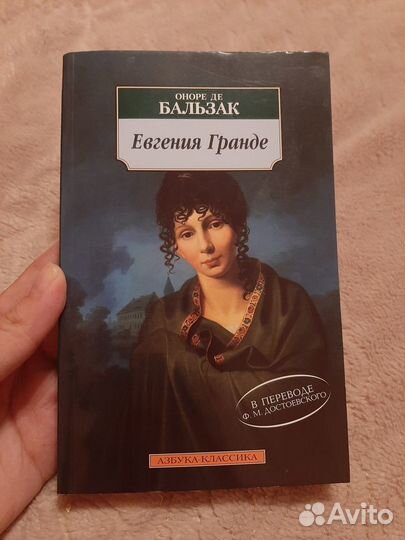 ОНОРЕ ДЕ
БАЛЬЗАК
Евгения Гранде
В ПЕРЕВОДЕ
Ф. М. ДОСТОЕВСКОГО
АЗБУКА-КЛАССИКА
Avito